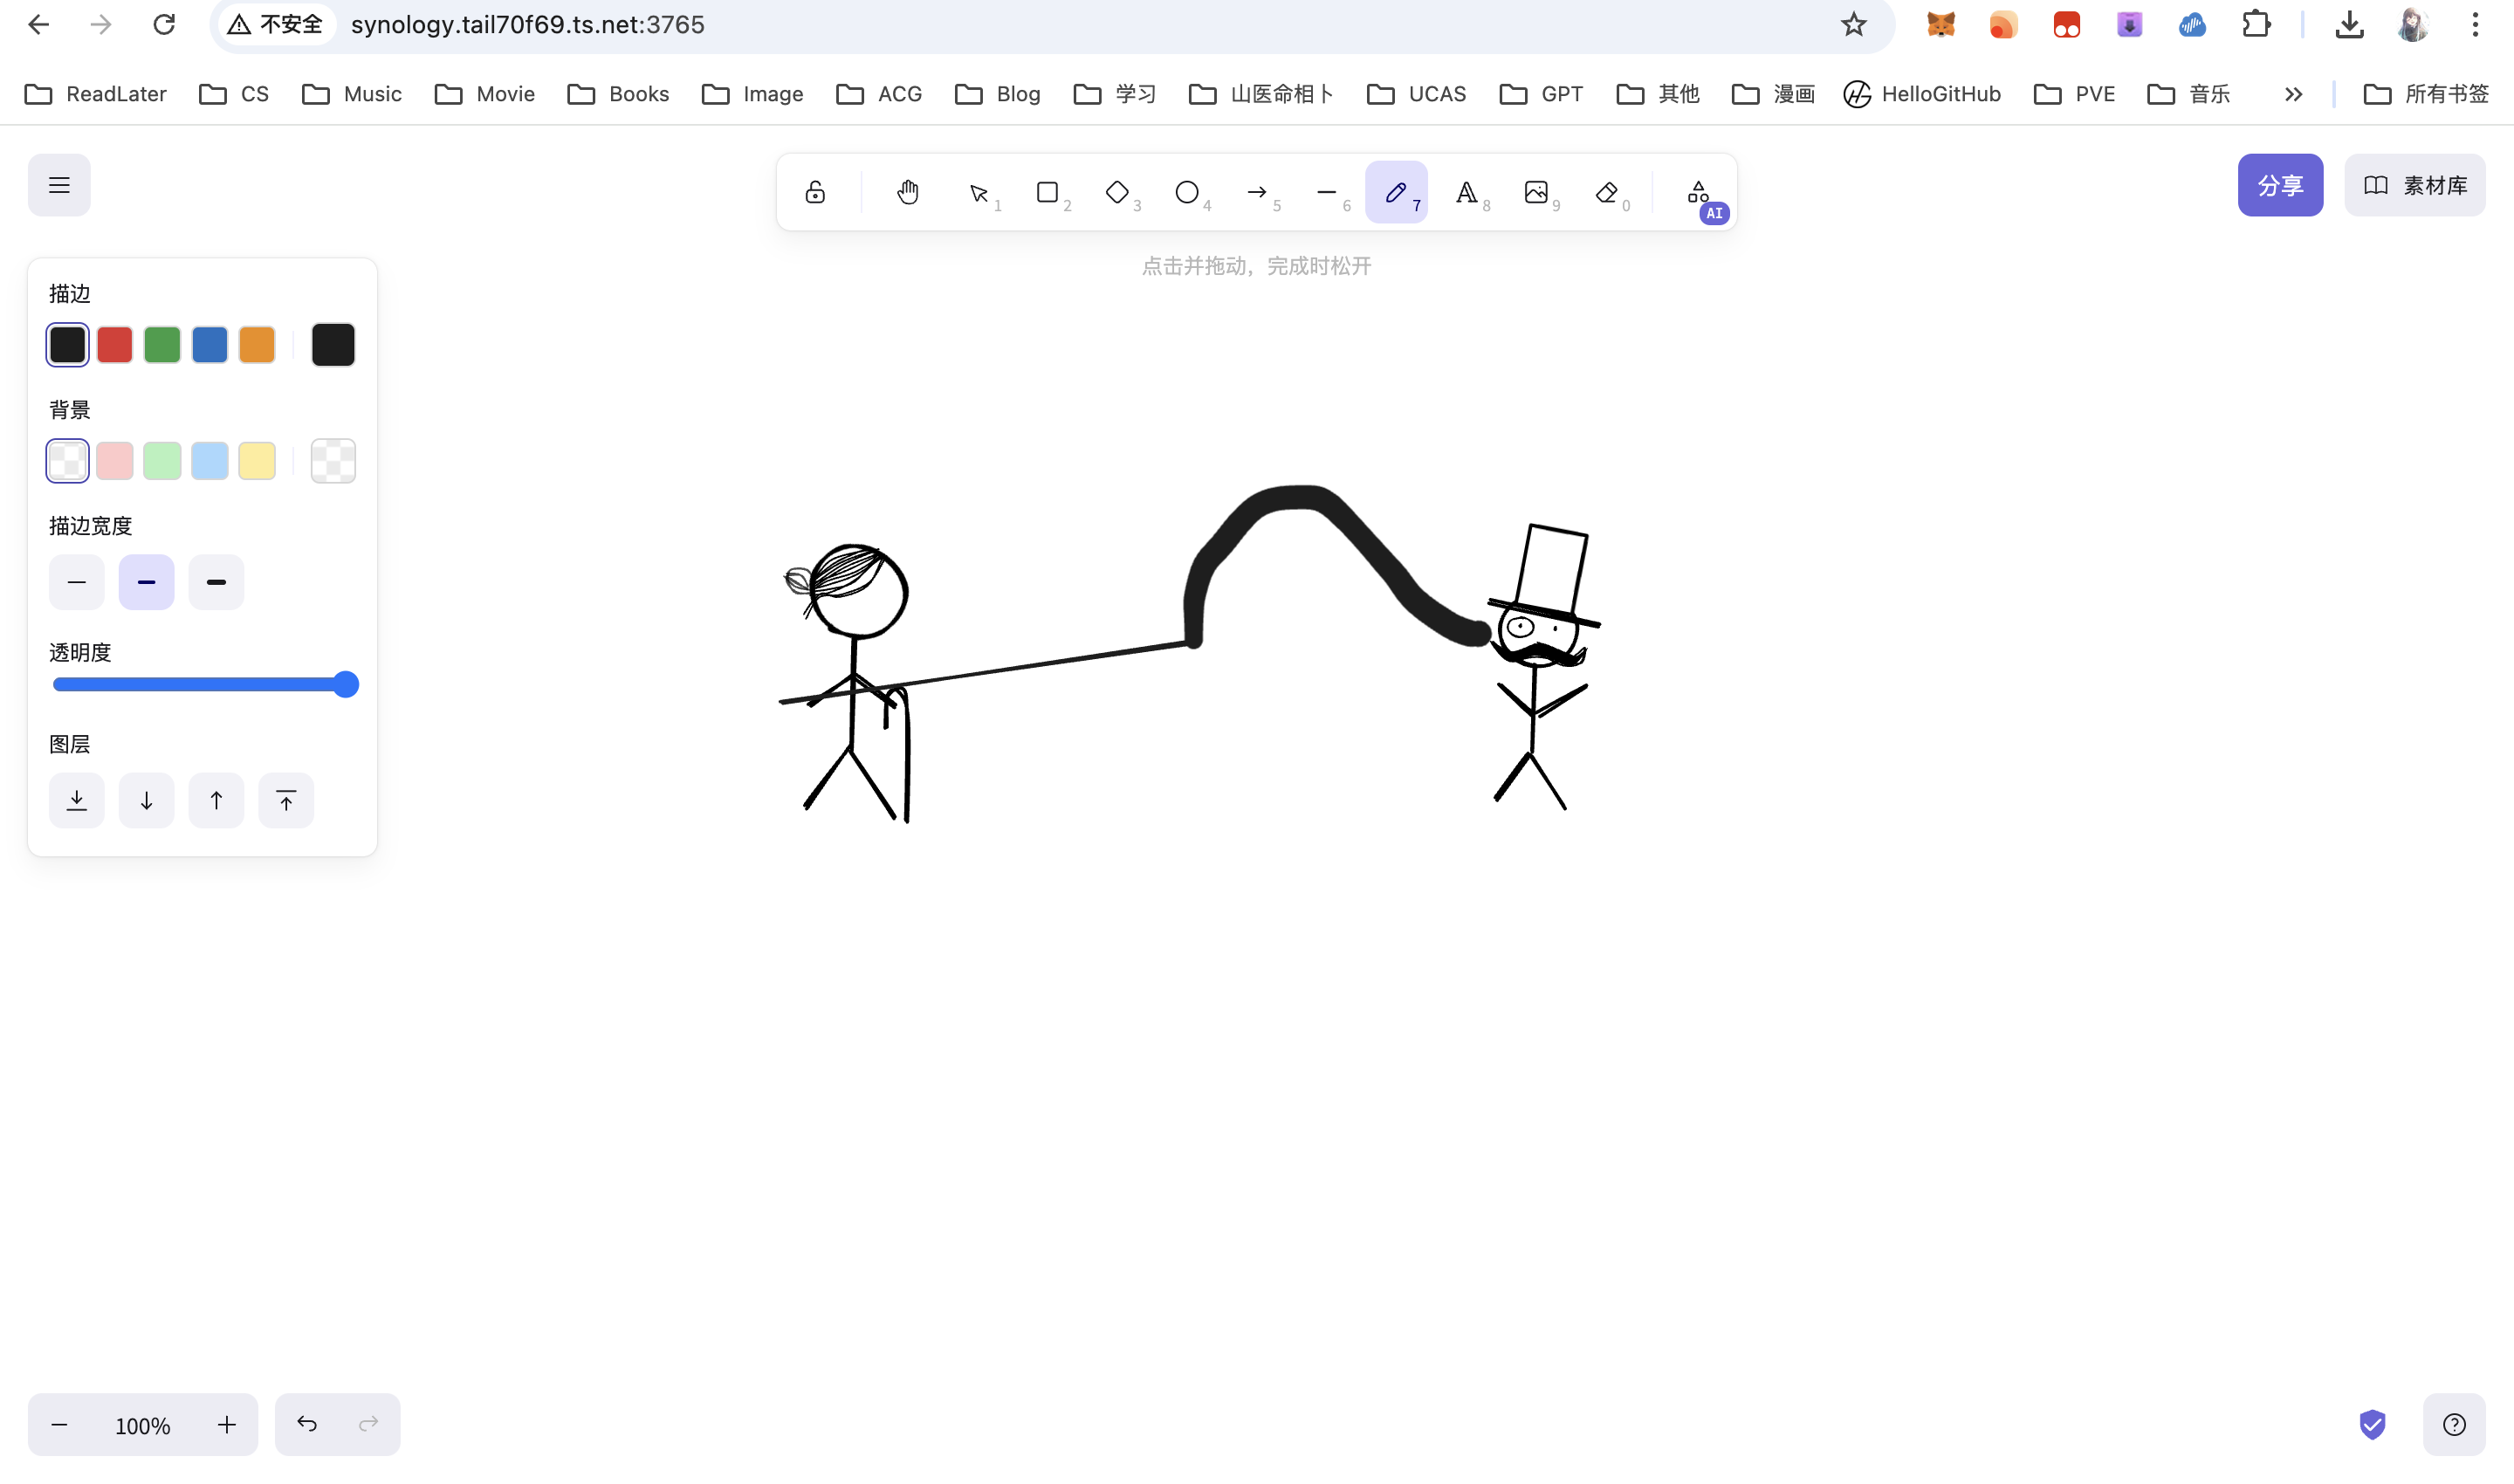 不安全 synology.tail70f69.ts.net:3765
ReadLater CS Music Movie Books Image ACG Blog 学习 山医命相卜 UCAS GPT 其他 漫画 HelloGitHub PVE 音乐 所有书签
1 2 3 4 5 6 7 A 8 9 0 AI
分享 素材库
点击并拖动，完成时松开
描边
背景
描边宽度
透明度
图层
100%